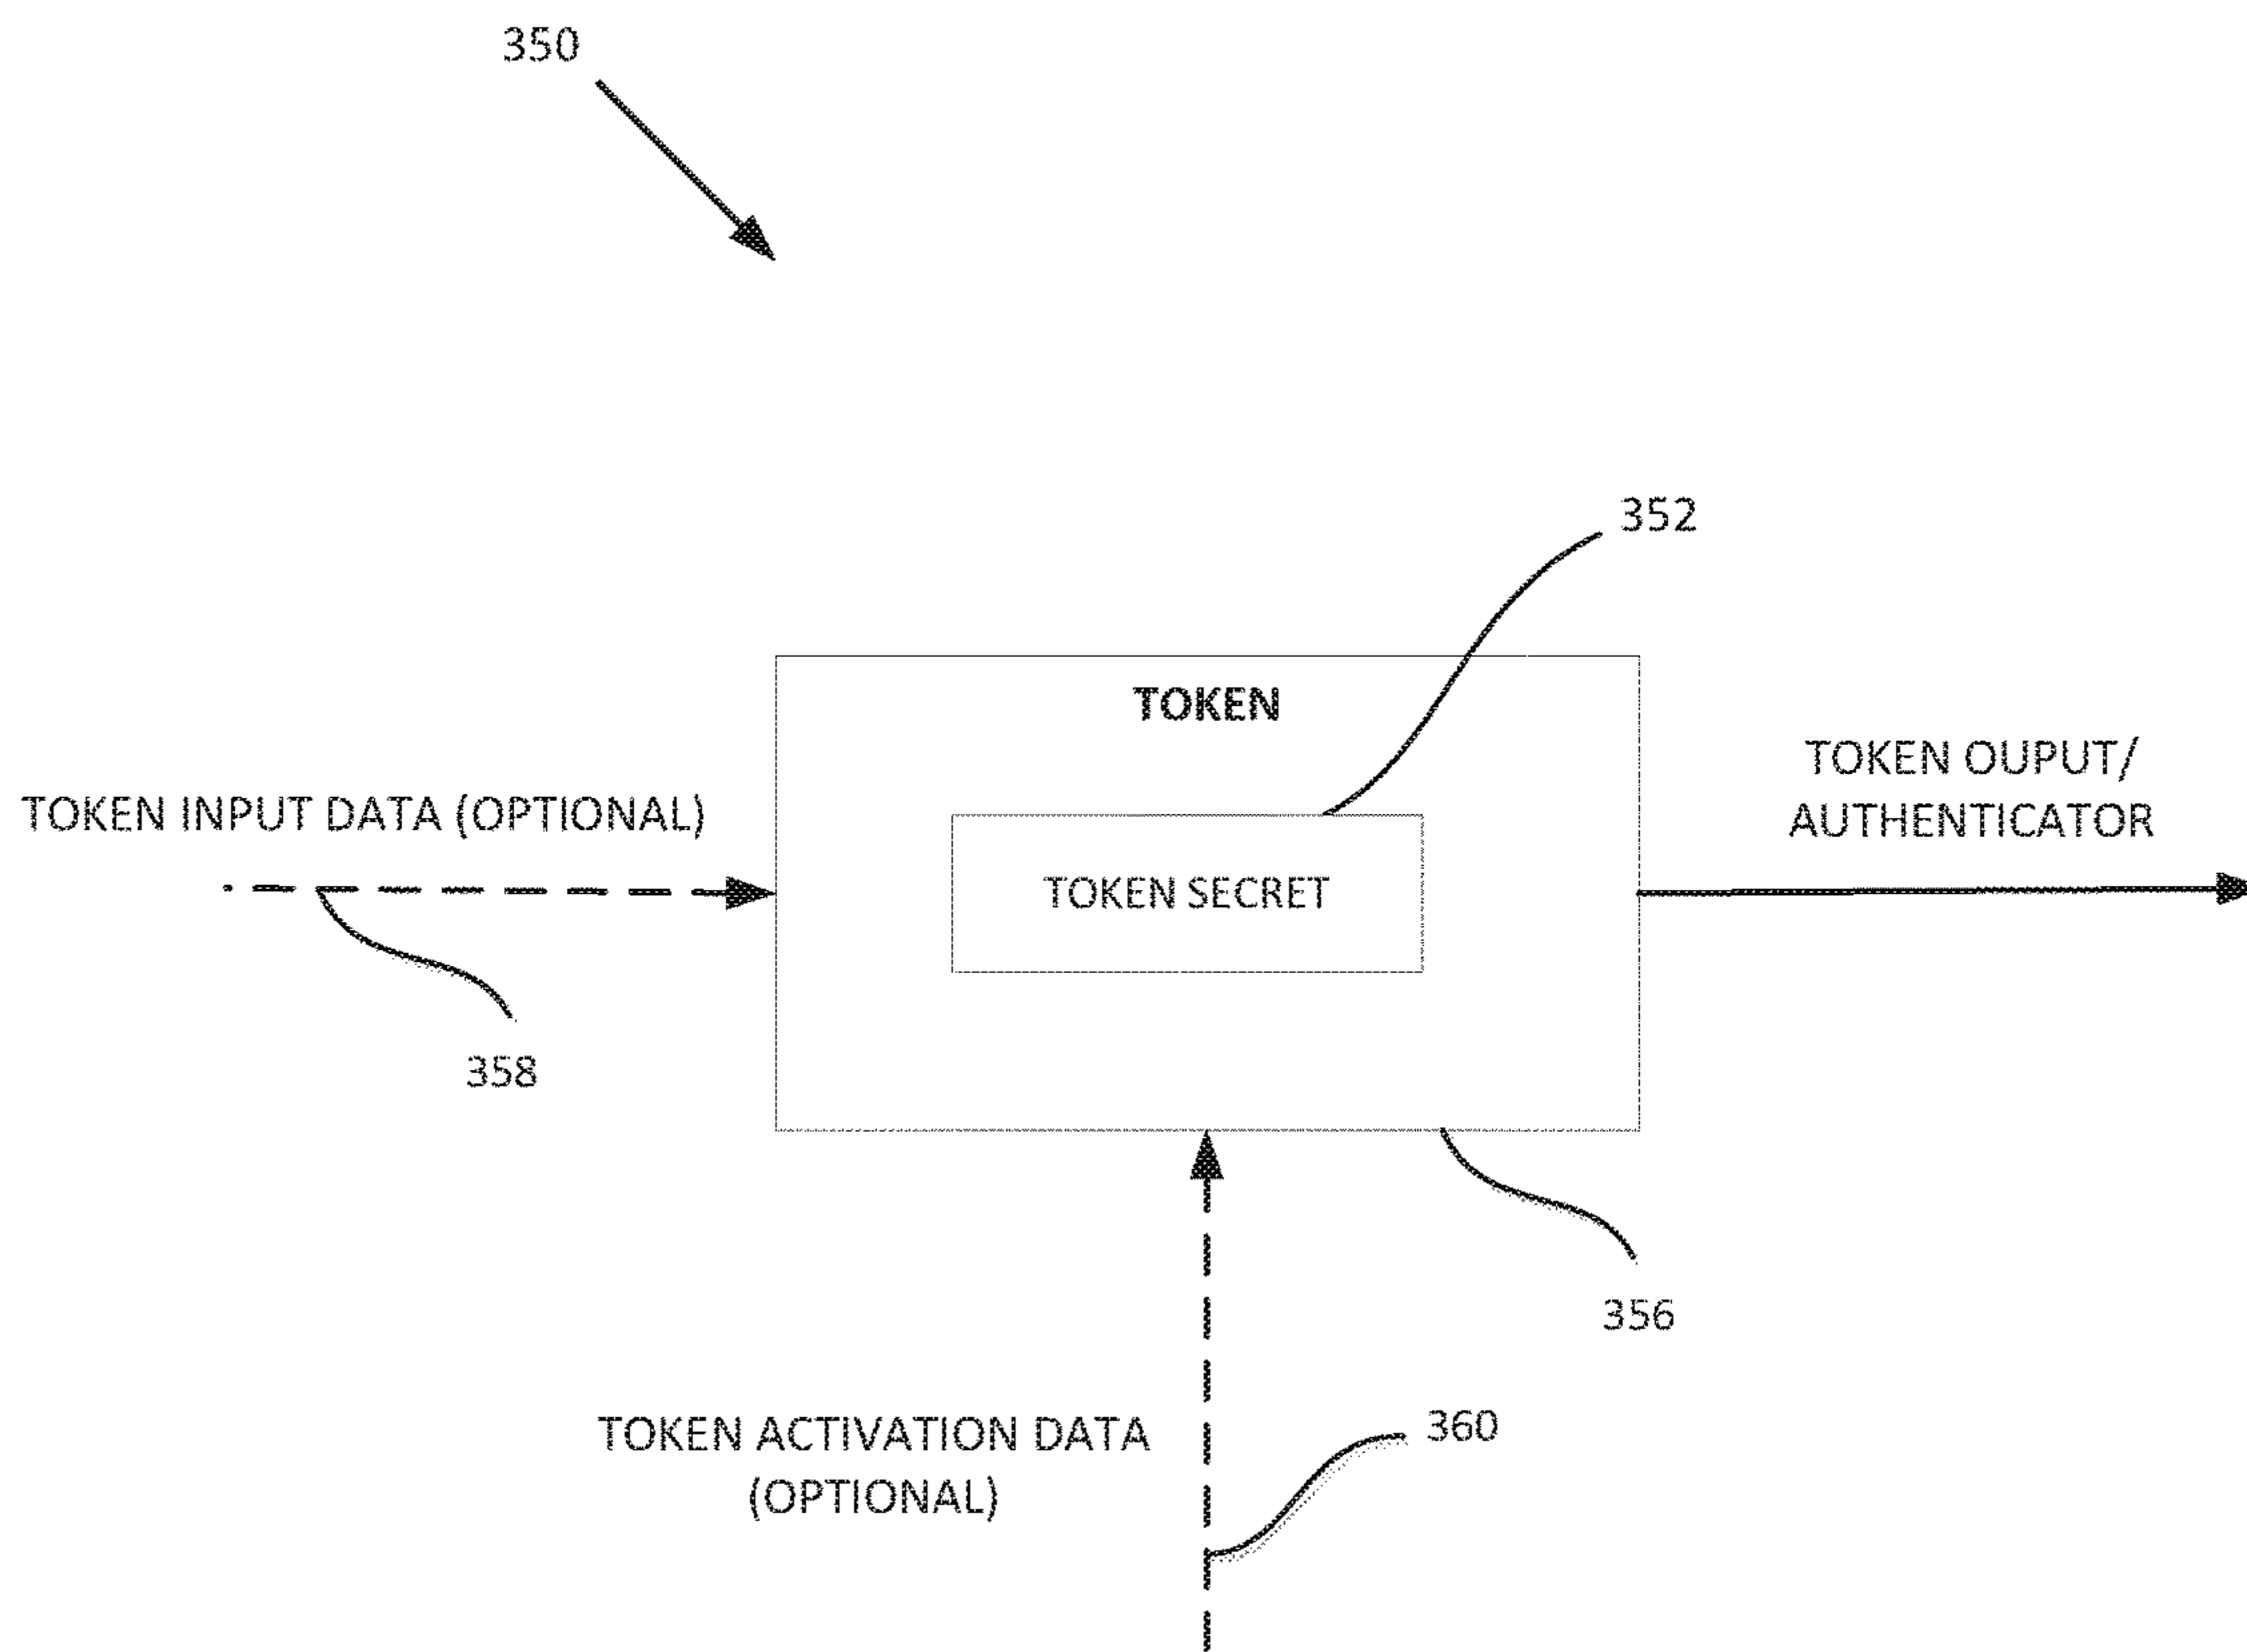 350
352
TOKEN
TOKEN OUPUT/
AUTHENTICATOR
TOKEN INPUT DATA (OPTIONAL)
TOKEN SECRET
358
356
TOKEN ACTIVATION DATA
(OPTIONAL)
360